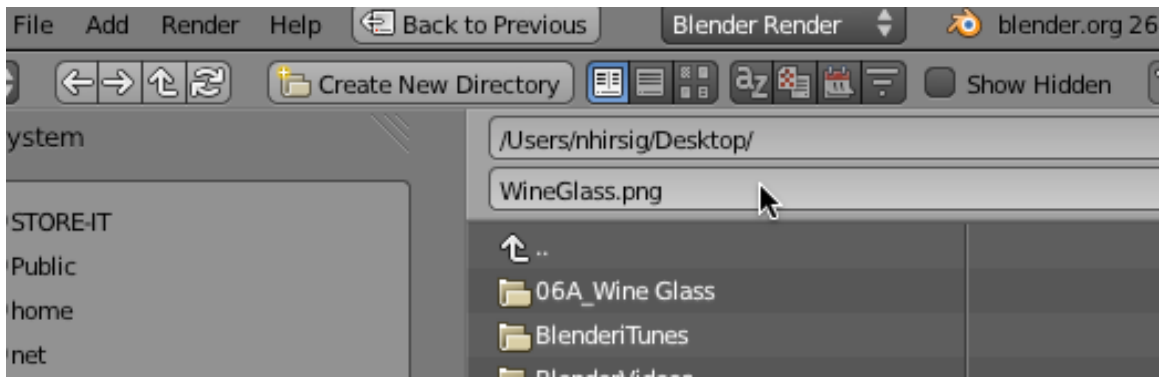 File Add Render Help Back to Previous Blender Render blender.org 26
Create New Directory Show Hidden
ystem
/Users/nhirsig/Desktop/
WineGlass.png
STORE-IT
Public
home
net
..
06A_Wine Glass
BlenderiTunes
BlenderVideos